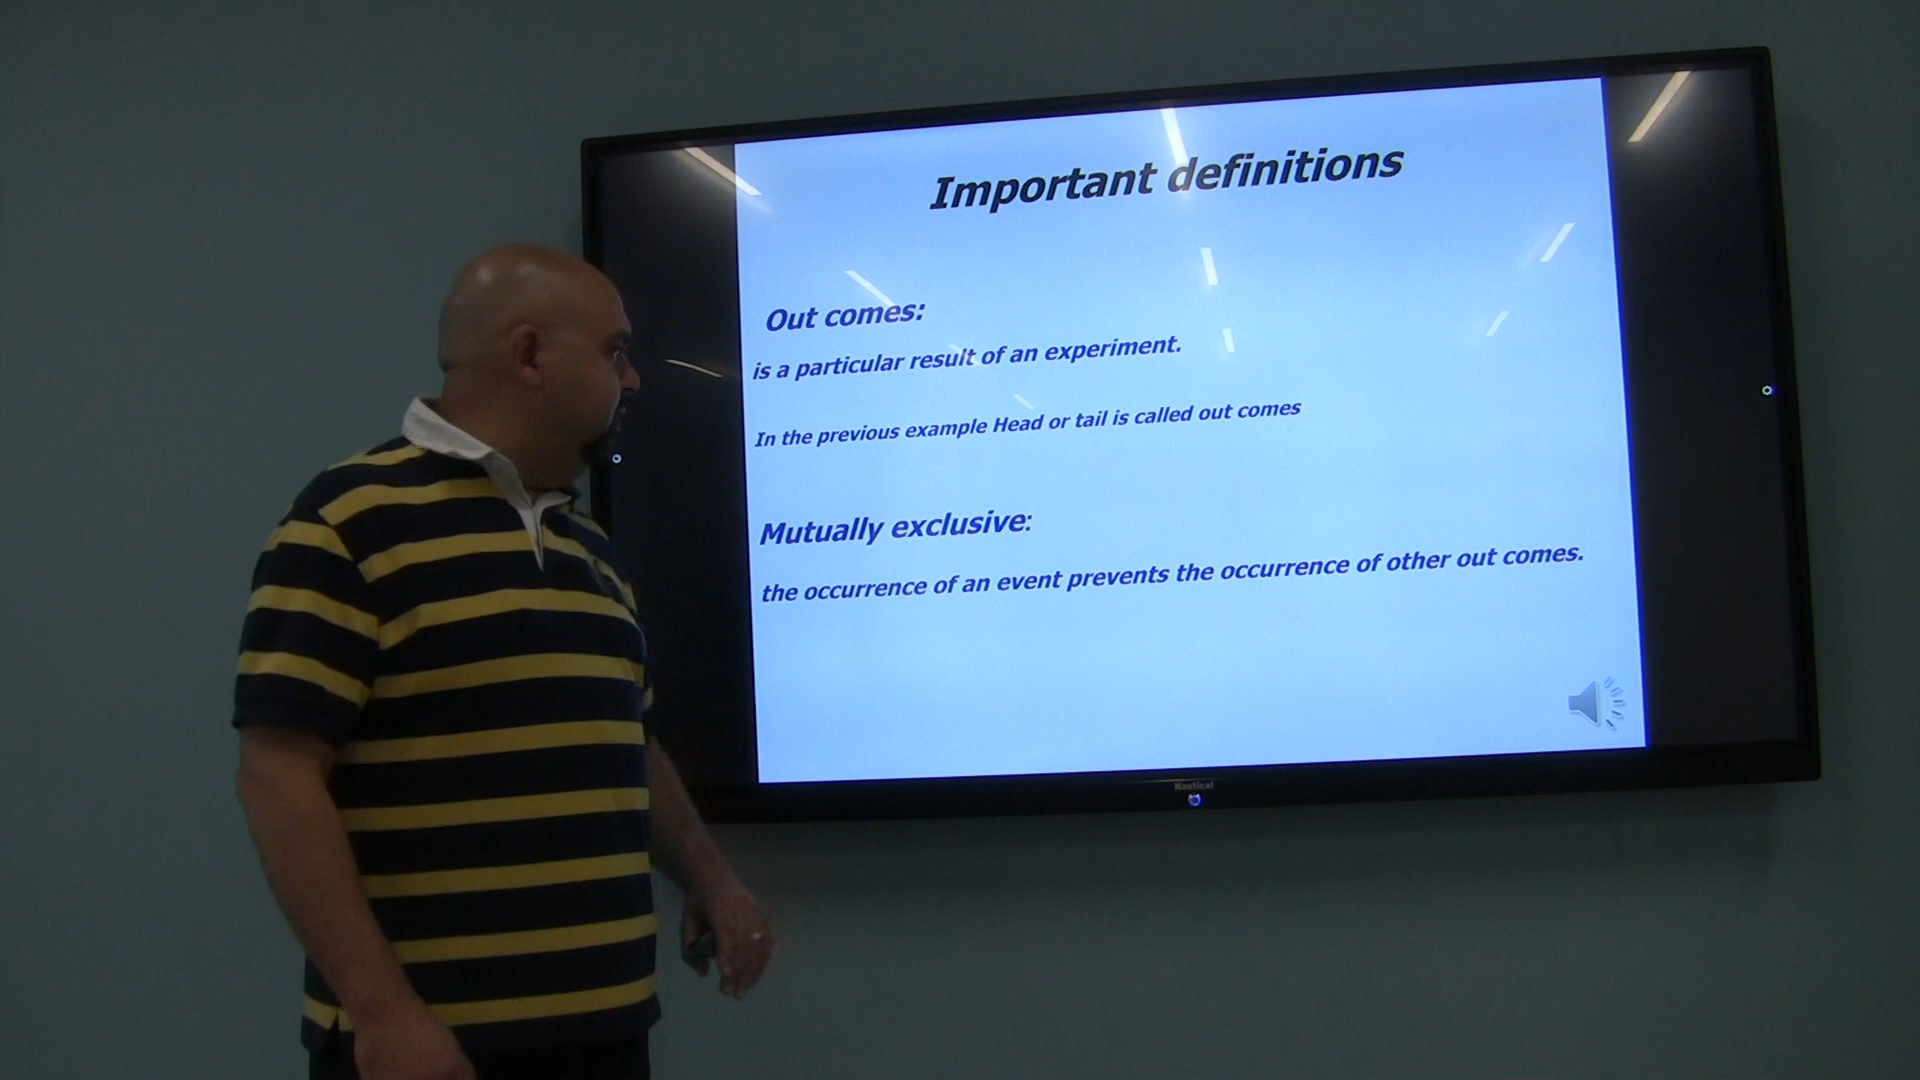 Important definitions
Out comes:
is a particular result of an experiment.
In the previous example Head or tail is called out comes
Mutually exclusive:
the occurrence of an event prevents the occurrence of other out comes.
Nautical